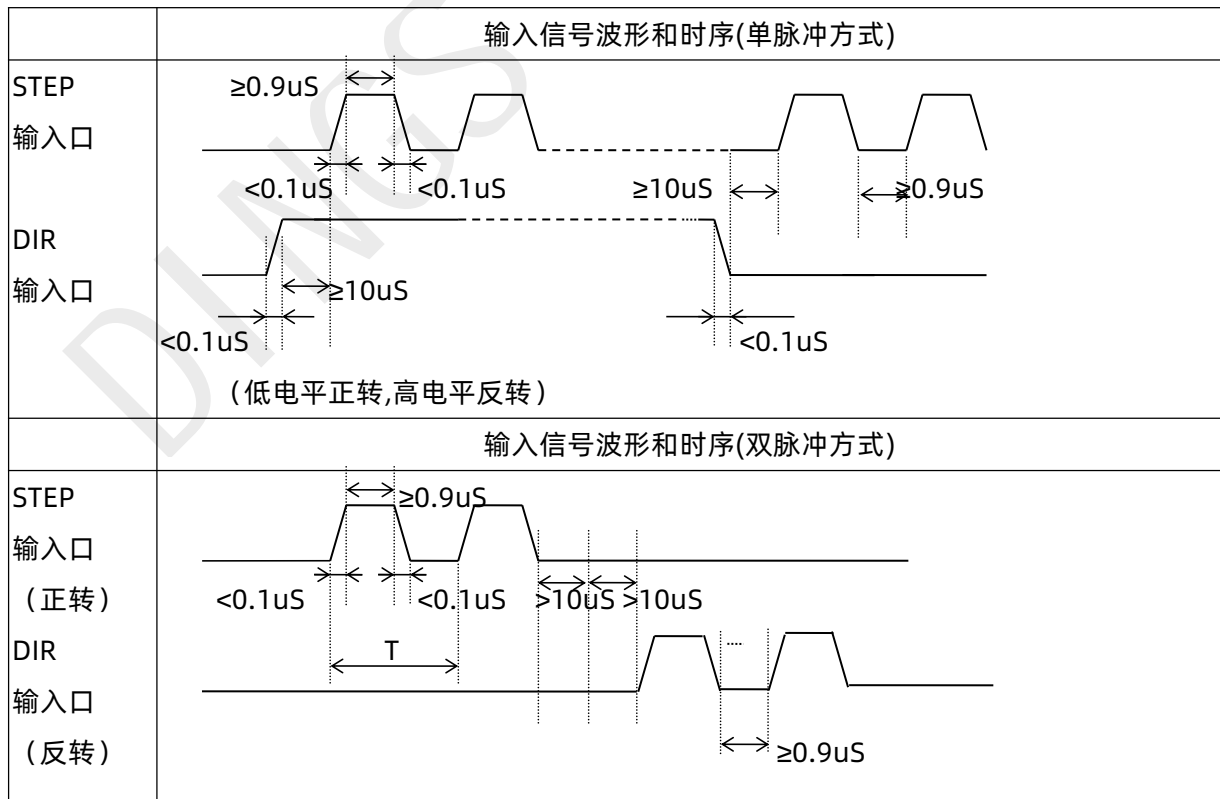 输入信号波形和时序(单脉冲方式)
STEP
输入口
≥0.9uS
<0.1uS
<0.1uS
≥10uS
≥0.9uS
DIR
输入口
≥10uS
<0.1uS
<0.1uS
（低电平正转,高电平反转）
输入信号波形和时序(双脉冲方式)
STEP
输入口
（正转）
≥0.9uS
<0.1uS
<0.1uS
>10uS
>10uS
DIR
输入口
（反转）
T
≥0.9uS
DINGS